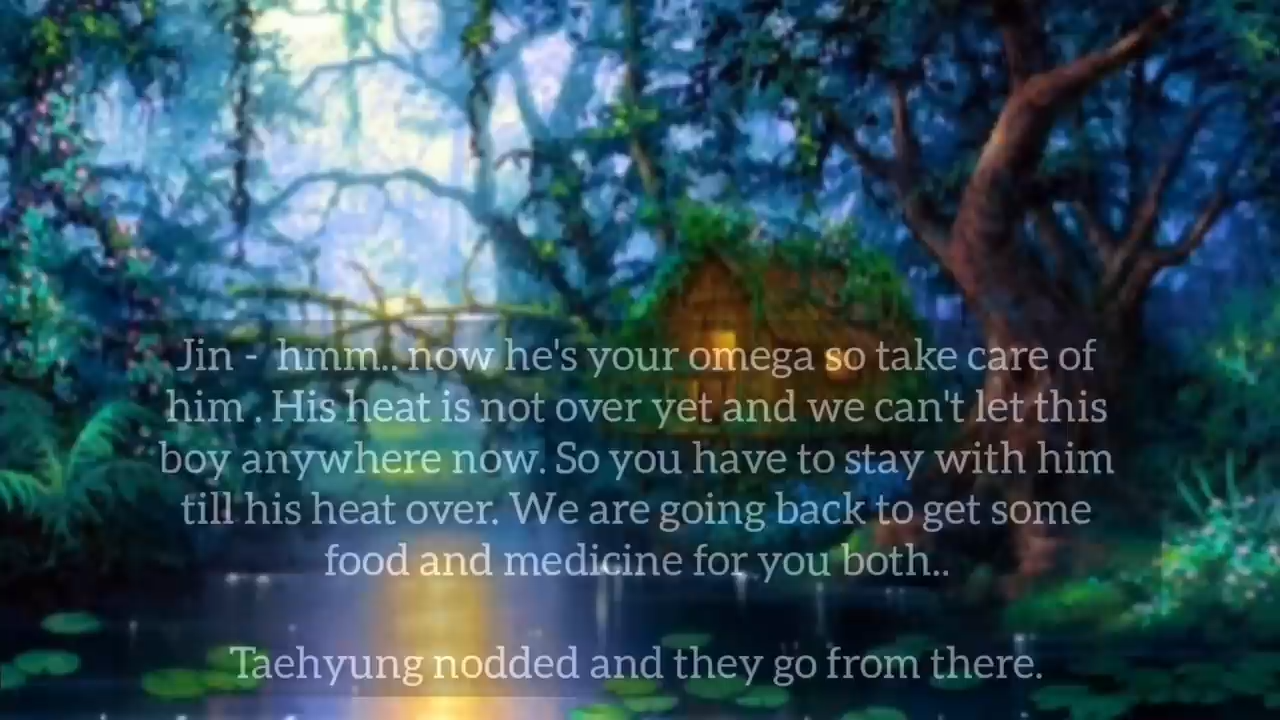 Jin -  hmm.. now he's your omega so take care of
him . His heat is not over yet and we can't let this
boy anywhere now. So you have to stay with him
till his heat over. We are going back to get some
food and medicine for you both..
Taehyung nodded and they go from there.